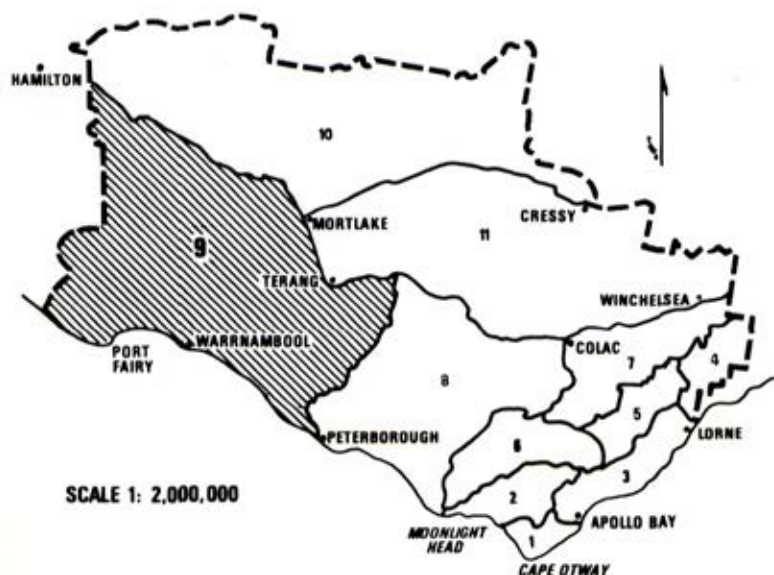 HAMILTON
10
MORTLAKE
CRESSY
11
9
TERANG
WINCHELSEA
PORT
FAIRY
WARRNAMBOOL
COLAC
7
4
8
5
PETERBOROUGH
LORNE
6
3
SCALE 1: 2,000,000
2
MOONLIGHT
HEAD
APOLLO BAY
1
CAPE OTWAY